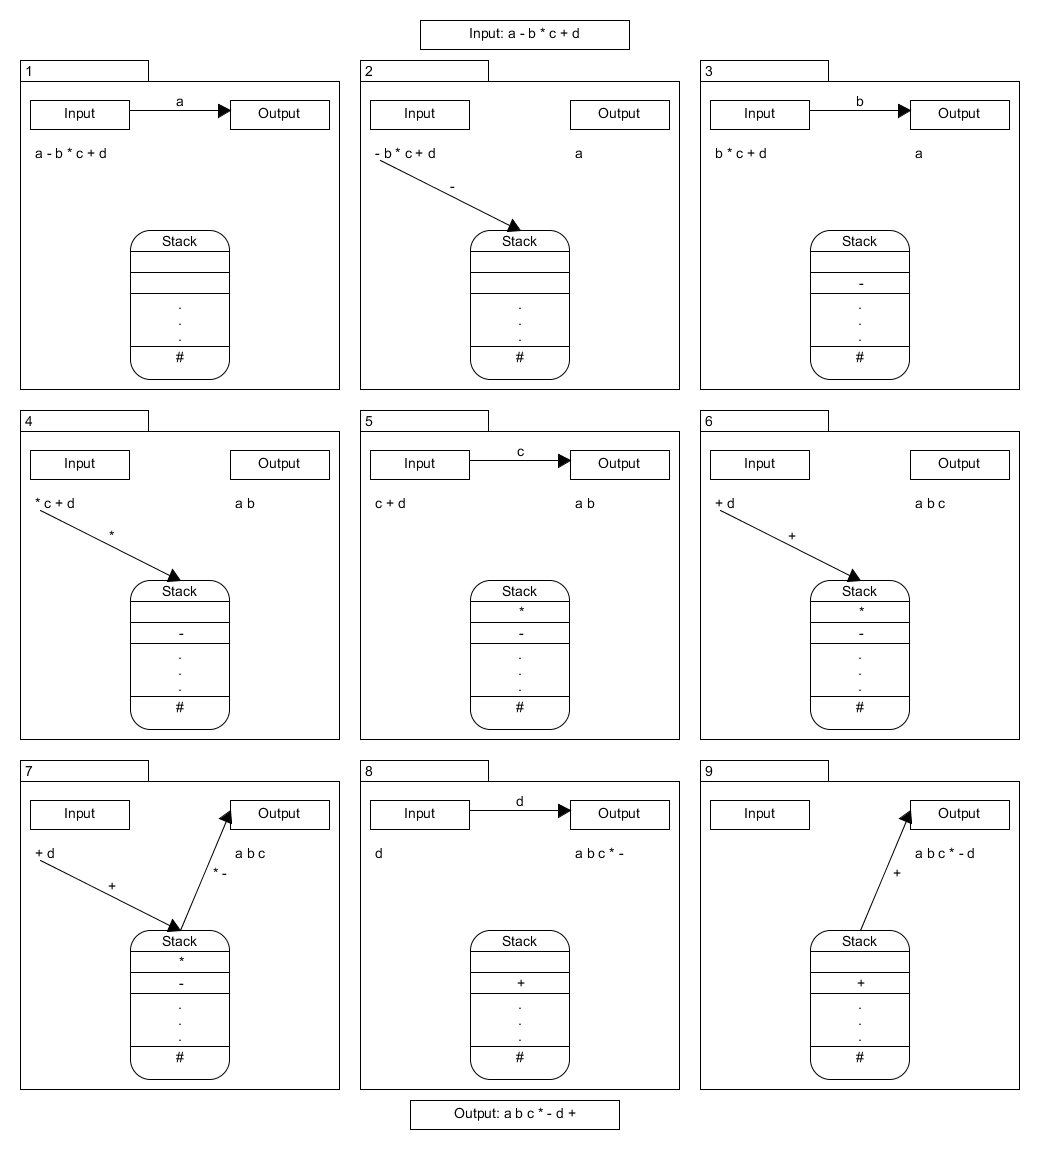 Input: a - b * c + d
1
a
Input
Output
a - b * c + d
Stack
.
.
.
#
2
Input
Output
- b * c + d
a
-
Stack
.
.
.
#
3
b
Input
Output
b * c + d
a
Stack
-
.
.
.
#
4
Input
Output
* c + d
a b
*
Stack
-
.
.
.
#
5
c
Input
Output
c + d
a b
Stack
*
-
.
.
.
#
6
Input
Output
+ d
a b c
+
Stack
*
-
.
.
.
#
7
Input
Output
+ d
a b c
* -
+
Stack
*
-
.
.
.
#
8
d
Input
Output
d
a b c * -
Stack
+
.
.
.
#
9
Input
Output
a b c * - d
+
Stack
+
.
.
.
#
Output: a b c * - d +